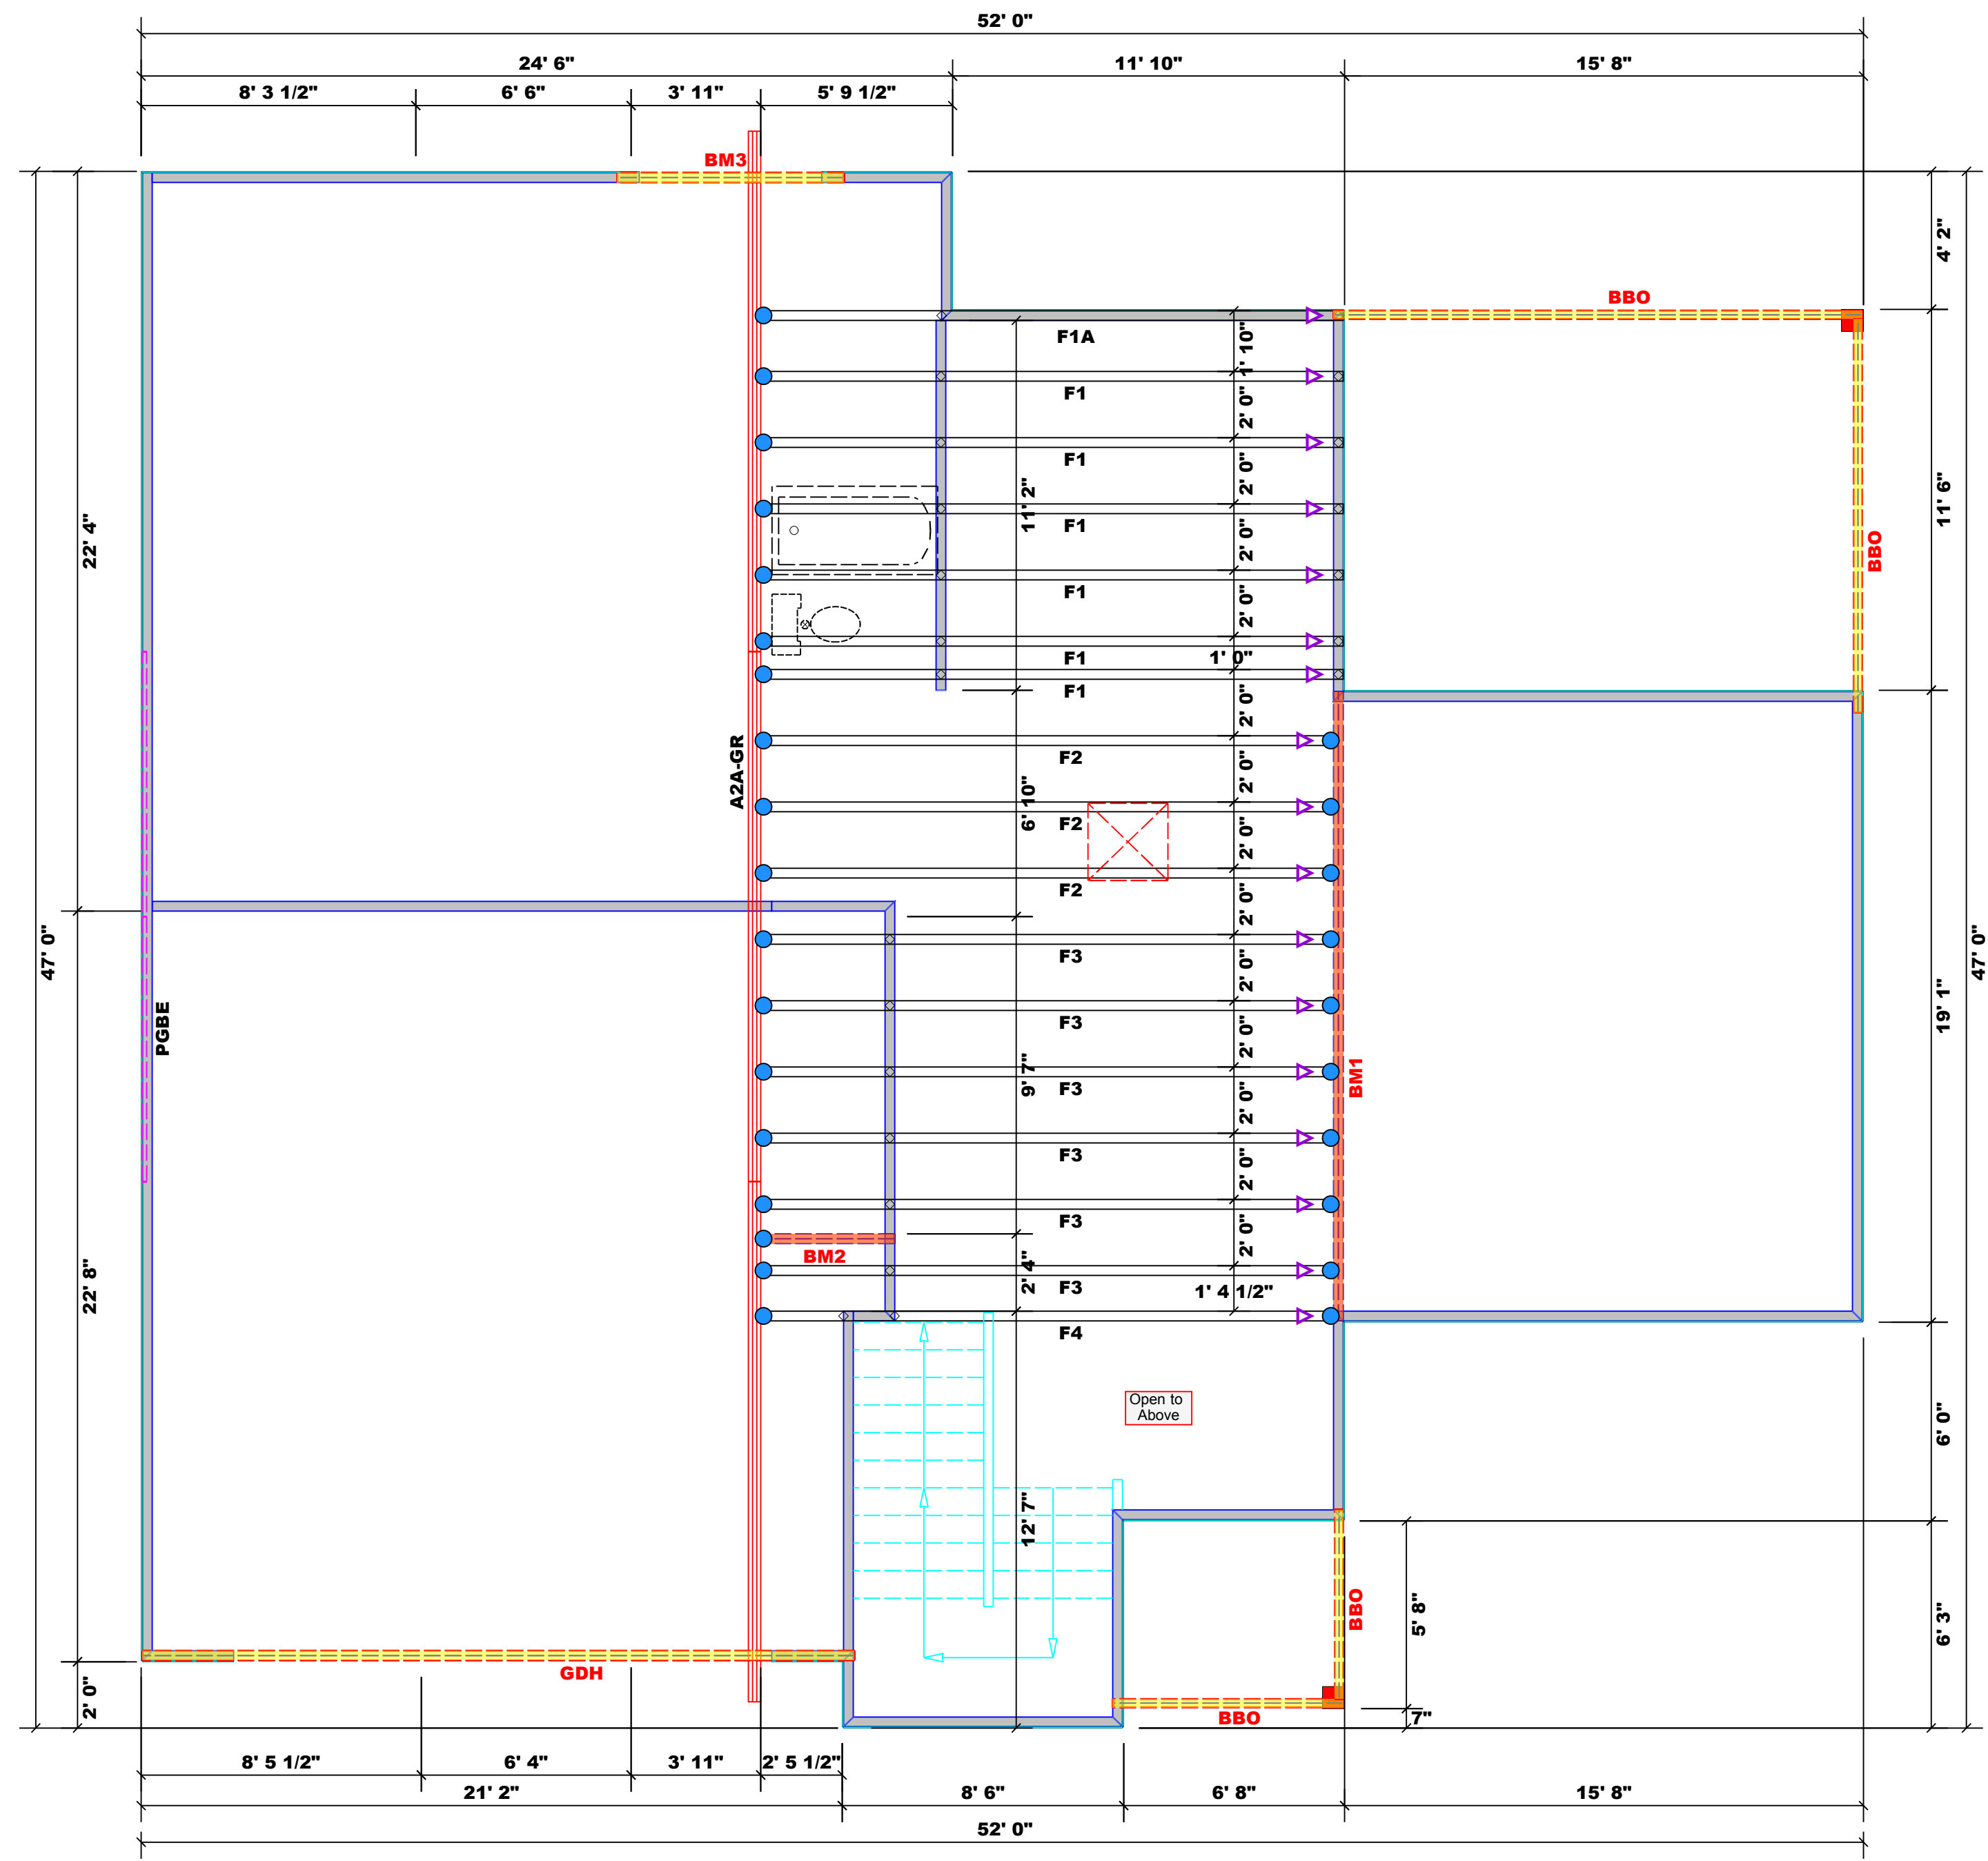 52' 0"
24' 6"
11' 10"
15' 8"
8' 3 1/2"
6' 6"
3' 11"
5' 9 1/2"
BM3
4' 2"
BBO
F1A
1' 10"
F1
2' 0"
F1
2' 0"
11' 2"
F1
2' 0"
11' 6"
22' 4"
BBO
F1
2' 0"
F1
1' 0"
F1
2' 0"
A2A-GR
F2
2' 0"
6' 10"
F2
2' 0"
F2
2' 0"
47' 0"
47' 0"
F3
2' 0"
19' 1"
PGBE
F3
2' 0"
9' 7"
BM1
F3
2' 0"
F3
2' 0"
F3
2' 0"
BM2
22' 8"
2' 4"
F3
1' 4 1/2"
F4
Open to
Above
6' 0"
12' 7"
BBO
5' 8"
6' 3"
GDH
2' 0"
BBO
7"
8' 5 1/2"
6' 4"
3' 11"
2' 5 1/2"
21' 2"
8' 6"
6' 8"
15' 8"
52' 0"